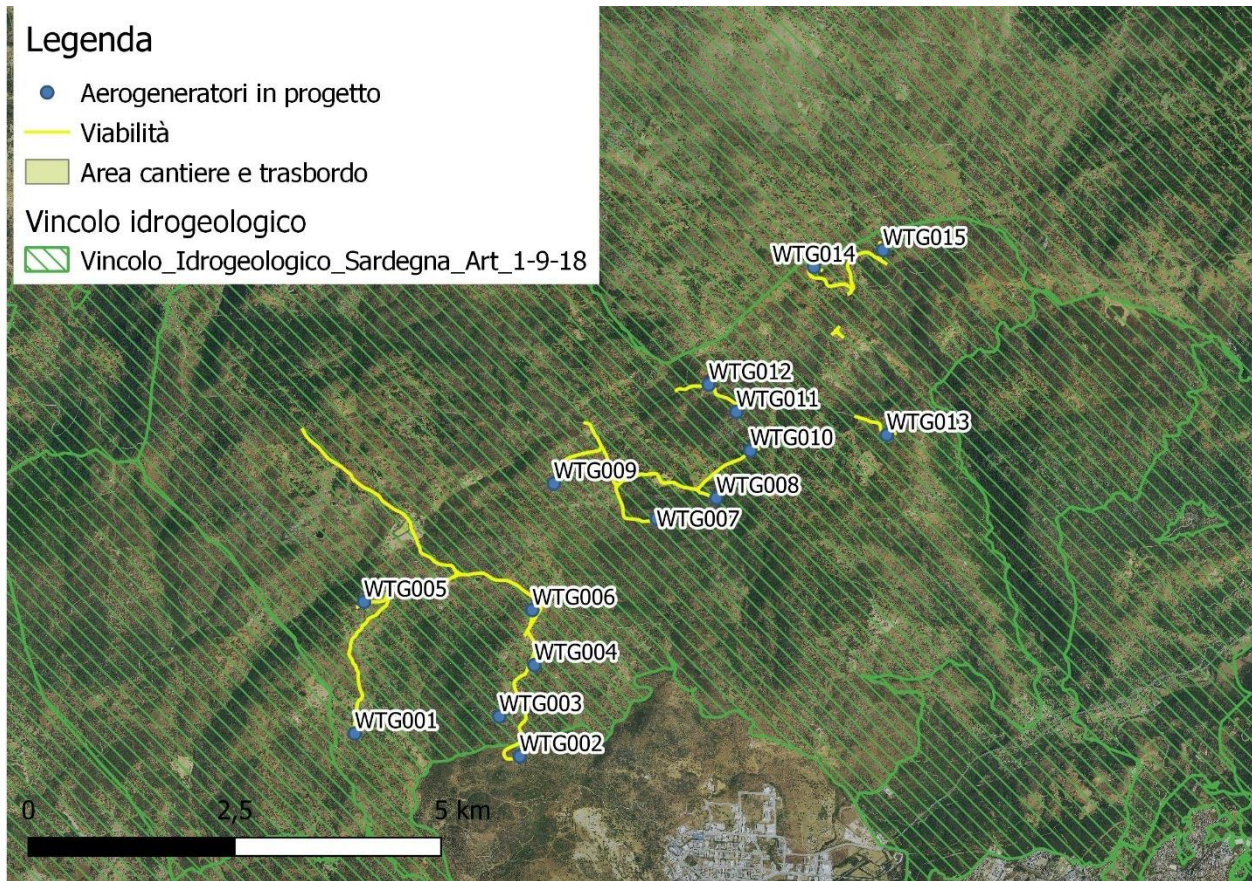 Legenda
Aerogeneratori in progetto
Viabilità
Area cantiere e trasbordo
Vincolo idrogeologico
Vincolo_Idrogeologico_Sardegna_Art_1-9-18
WTG015
WTG014
WTG012
WTG011
WTG013
WTG010
WTG009
WTG008
WTG007
WTG005
WTG006
WTG004
WTG003
WTG001
WTG002
0 2,5 5 km